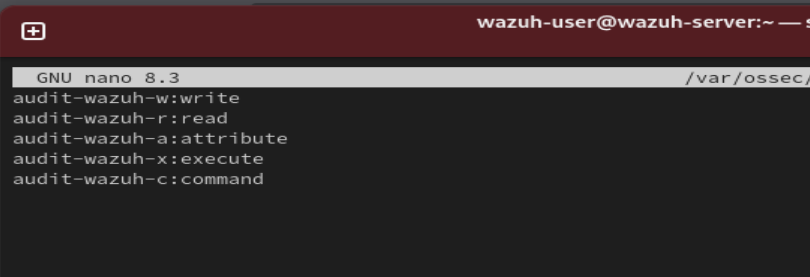 wazuh-user@wazuh-server:~ —
GNU nano 8.3 /var/ossec/
audit-wazuh-w:write
audit-wazuh-r:read
audit-wazuh-a:attribute
audit-wazuh-x:execute
audit-wazuh-c:command